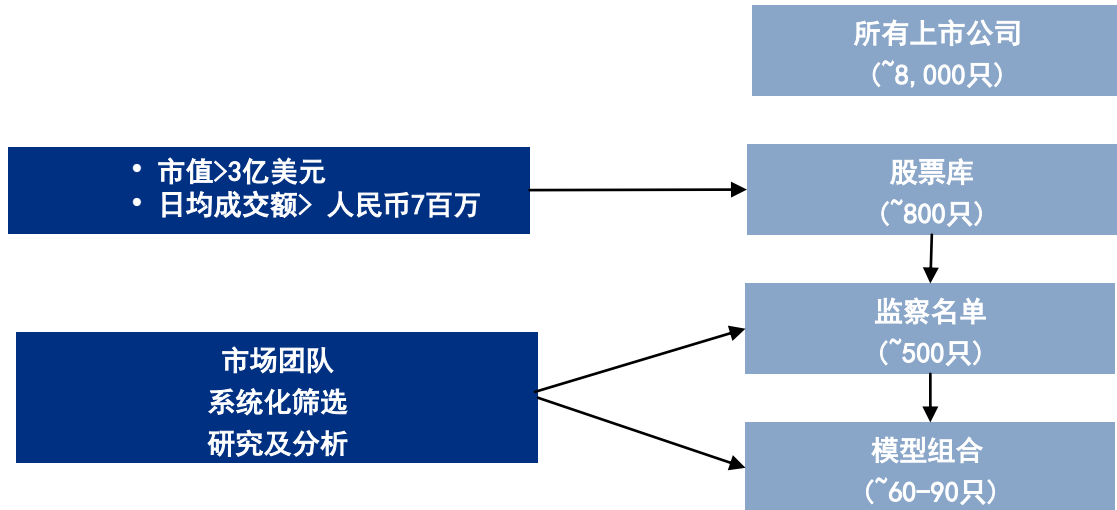 所有上市公司
(~8,000只)
• 市值>3亿美元
• 日均成交额> 人民币7百万
股票库
(~800只)
监察名单
(~500只)
市场团队
系统化筛选
研究及分析
模型组合
(~60-90只)